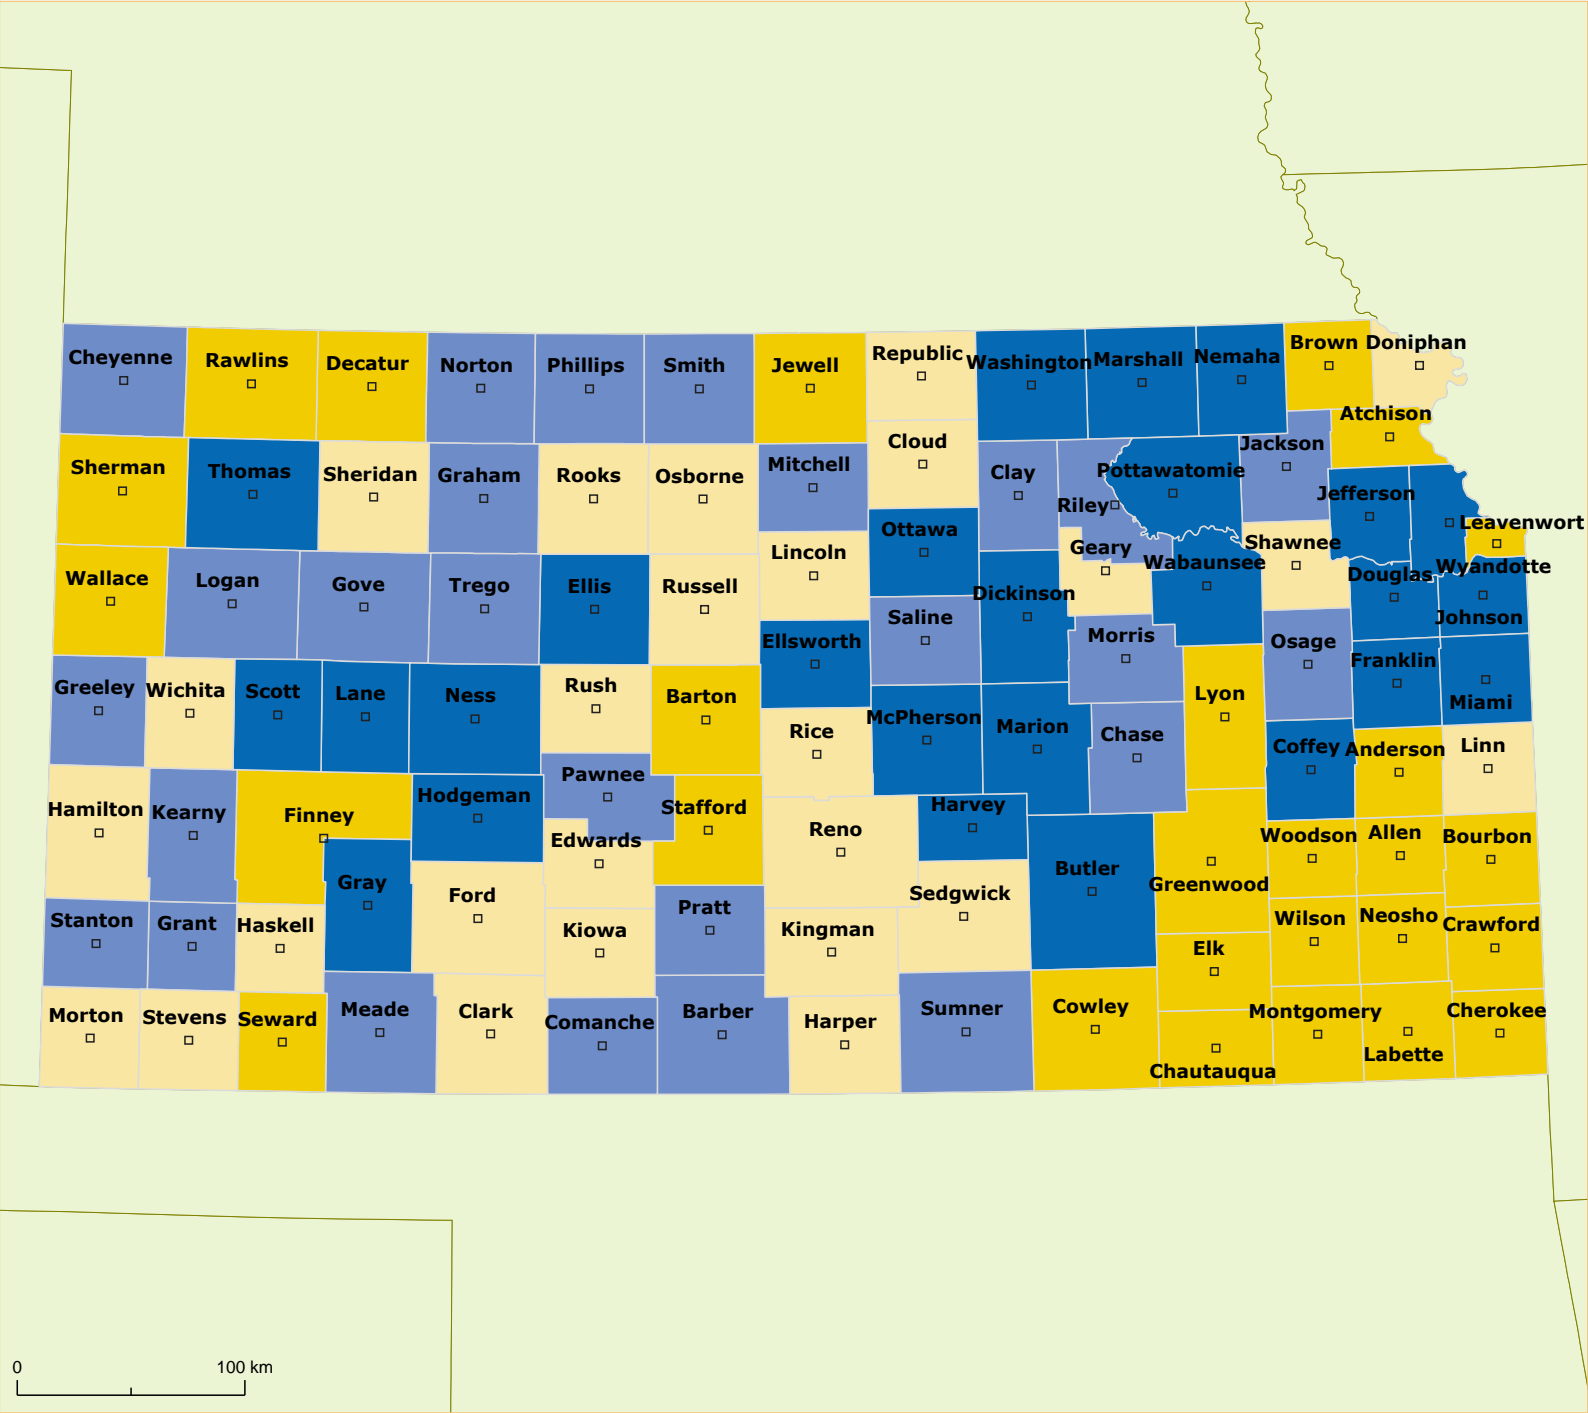 Cheyenne
Rawlins
Decatur
Norton
Phillips
Smith
Jewell
Republic
Washington
Marshall
Nemaha
Brown
Doniphan
Atchison
Sherman
Thomas
Sheridan
Graham
Rooks
Osborne
Mitchell
Cloud
Clay
Riley
Pottawatomie
Jackson
Jefferson
Leavenwort
Wyandotte
Wallace
Logan
Gove
Trego
Ellis
Russell
Lincoln
Ottawa
Dickinson
Geary
Wabaunsee
Shawnee
Douglas
Johnson
Greeley
Wichita
Scott
Lane
Ness
Rush
Barton
Ellsworth
Saline
Morris
Osage
Franklin
Miami
Hamilton
Kearny
Finney
Hodgeman
Pawnee
Stafford
Rice
McPherson
Marion
Chase
Lyon
Coffey
Anderson
Linn
Edwards
Reno
Harvey
Butler
Greenwood
Woodson
Allen
Bourbon
Stanton
Grant
Haskell
Gray
Ford
Kiowa
Pratt
Kingman
Sedgwick
Elk
Wilson
Neosho
Crawford
Morton
Stevens
Seward
Meade
Clark
Comanche
Barber
Harper
Sumner
Cowley
Chautauqua
Montgomery
Labette
Cherokee
0 100 km